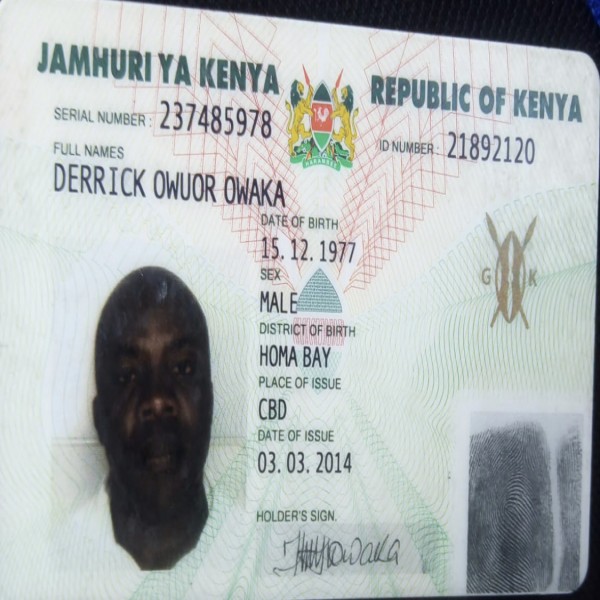 JAMHURI YA KENYA
REPUBLIC OF KENYA
SERIAL NUMBER : 237485978
ID NUMBER : 21892120
FULL NAMES
DERRICK OWUOR OWAKA
DATE OF BIRTH
15. 12. 1977
SEX
MALE
DISTRICT OF BIRTH
HOMA BAY
PLACE OF ISSUE
CBD
DATE OF ISSUE
03. 03. 2014
HOLDER'S SIGN.
G K
HARAMBEE